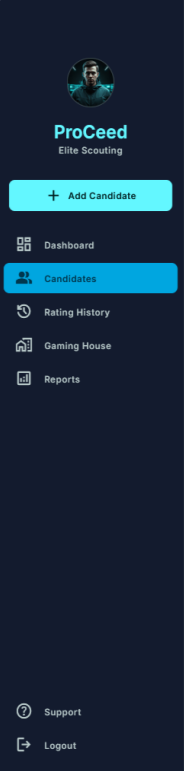 ProCeed
Elite Scouting
Add Candidate
Dashboard
Candidates
Rating History
Gaming House
Reports
Support
Logout